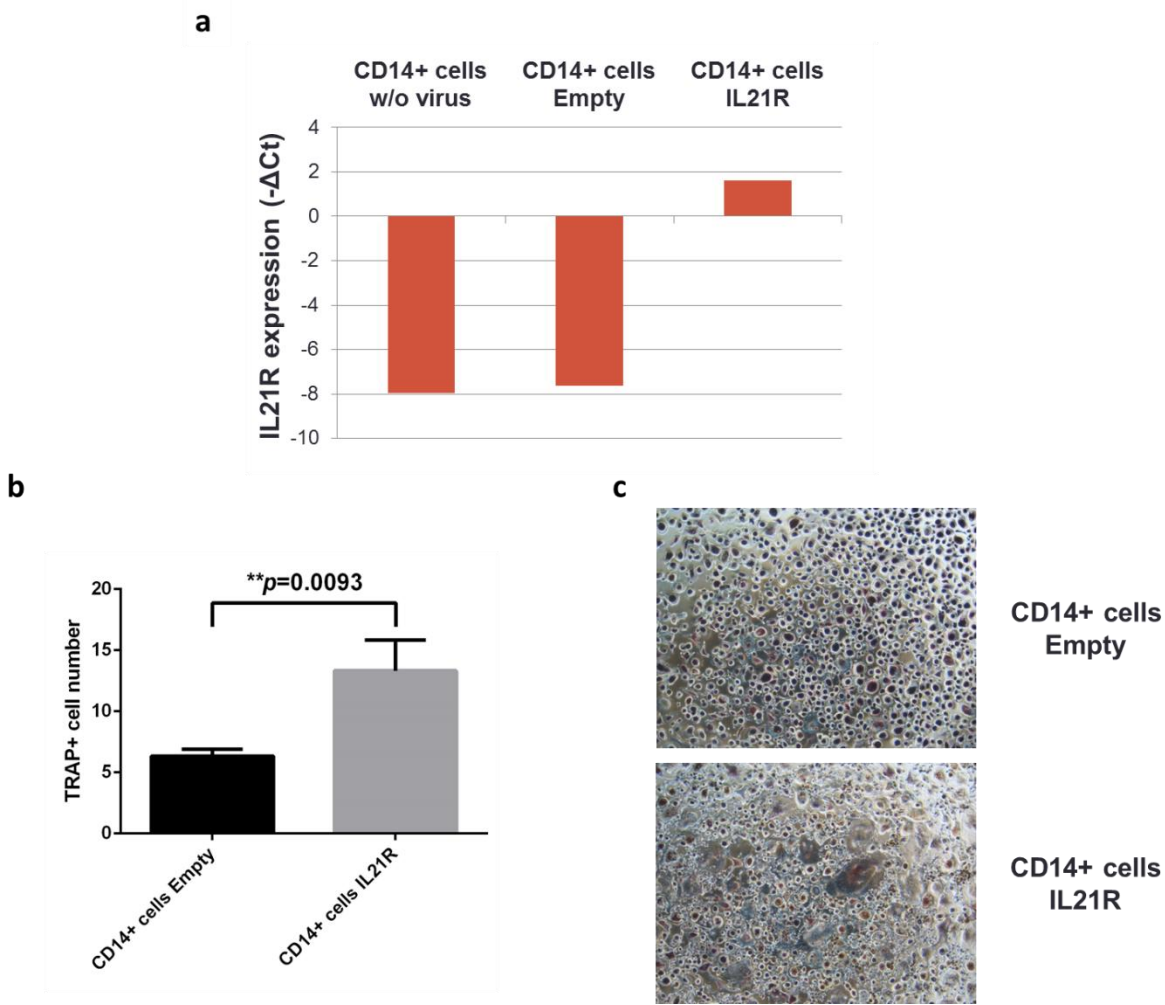 a
CD14+ cells
w/o virus
CD14+ cells
Empty
CD14+ cells
IL21R
IL21R expression (-ΔCt)
4
2
0
-2
-4
-6
-8
-10
b
**p=0.0093
TRAP+ cell number
20
15
10
5
0
CD14+ cells Empty
CD14+ cells IL21R
c
CD14+ cells
Empty
CD14+ cells
IL21R